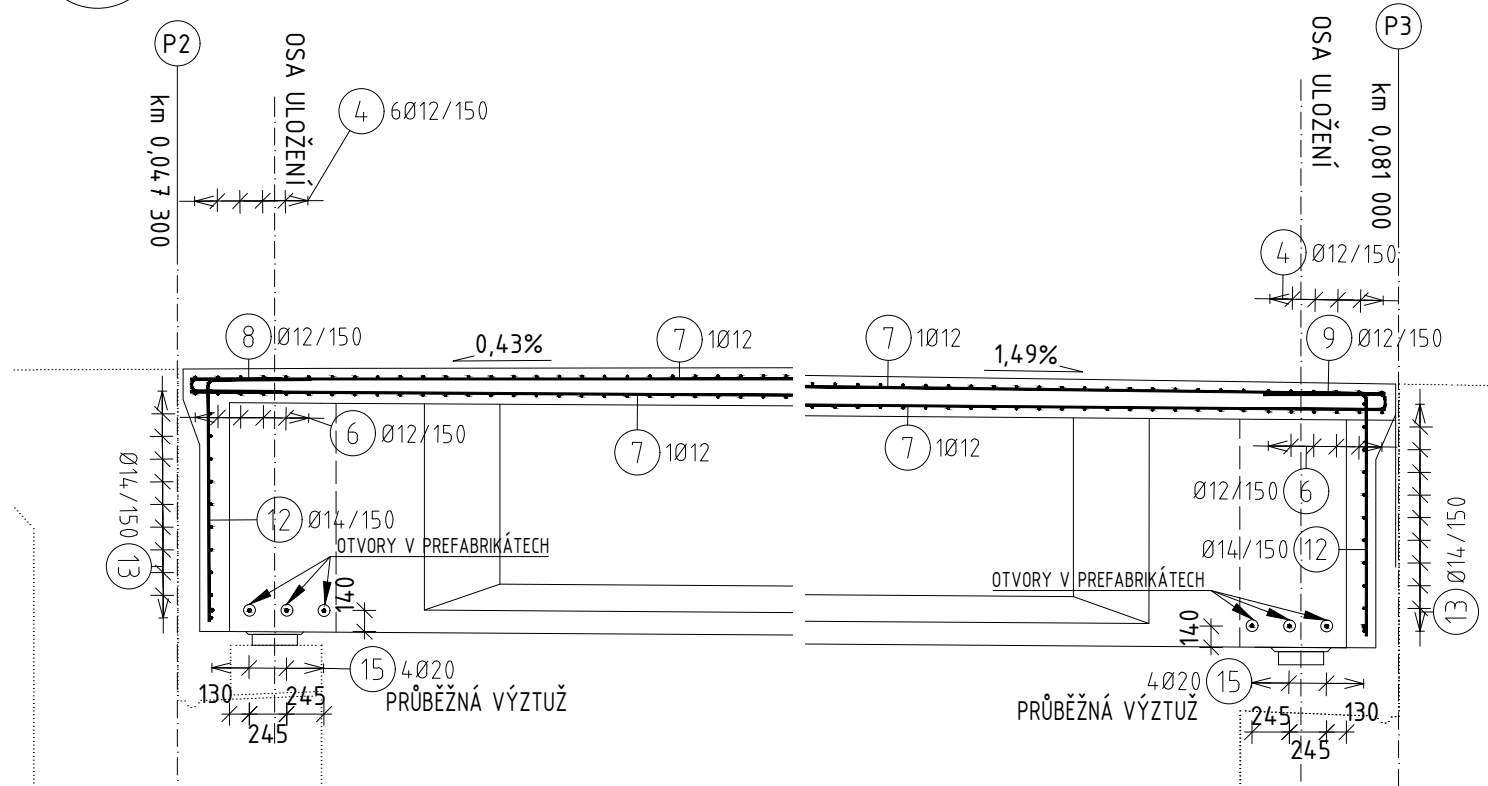 P2
km 0,047 300
OSA ULOŽENÍ
4 6Ø12/150
OSA ULOŽENÍ
P3
km 0,081 000
4 Ø12/150
8 Ø12/150
0,43%
7 1Ø12
7 1Ø12
1,49%
9 Ø12/150
6 Ø12/150
7 1Ø12
7 1Ø12
Ø12/150 6
13 Ø14/150
12 Ø14/150
OTVORY V PREFABRIKÁTECH
140
Ø14/150 12
OTVORY V PREFABRIKÁTECH
140
13 Ø14/150
15 4Ø20
PRŮBĚŽNÁ VÝZTUŽ
130
245
245
4Ø20 15
PRŮBĚŽNÁ VÝZTUŽ
245
130
245